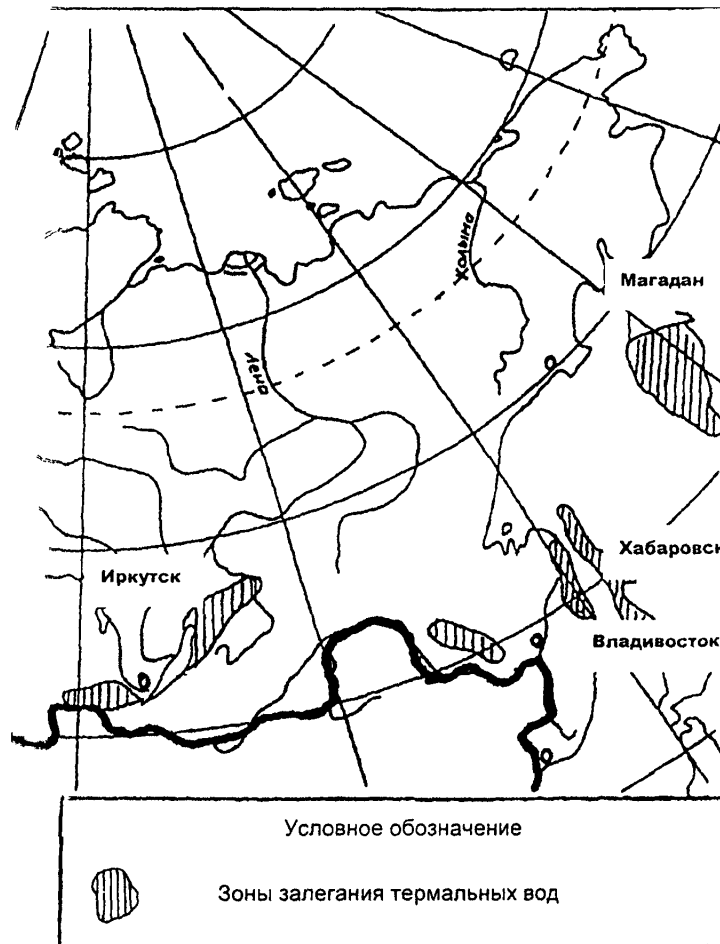 Колыма
Магадан
Лена
Хабаровск
Иркутск
Владивосток
Условное обозначение
Зоны залегания термальных вод